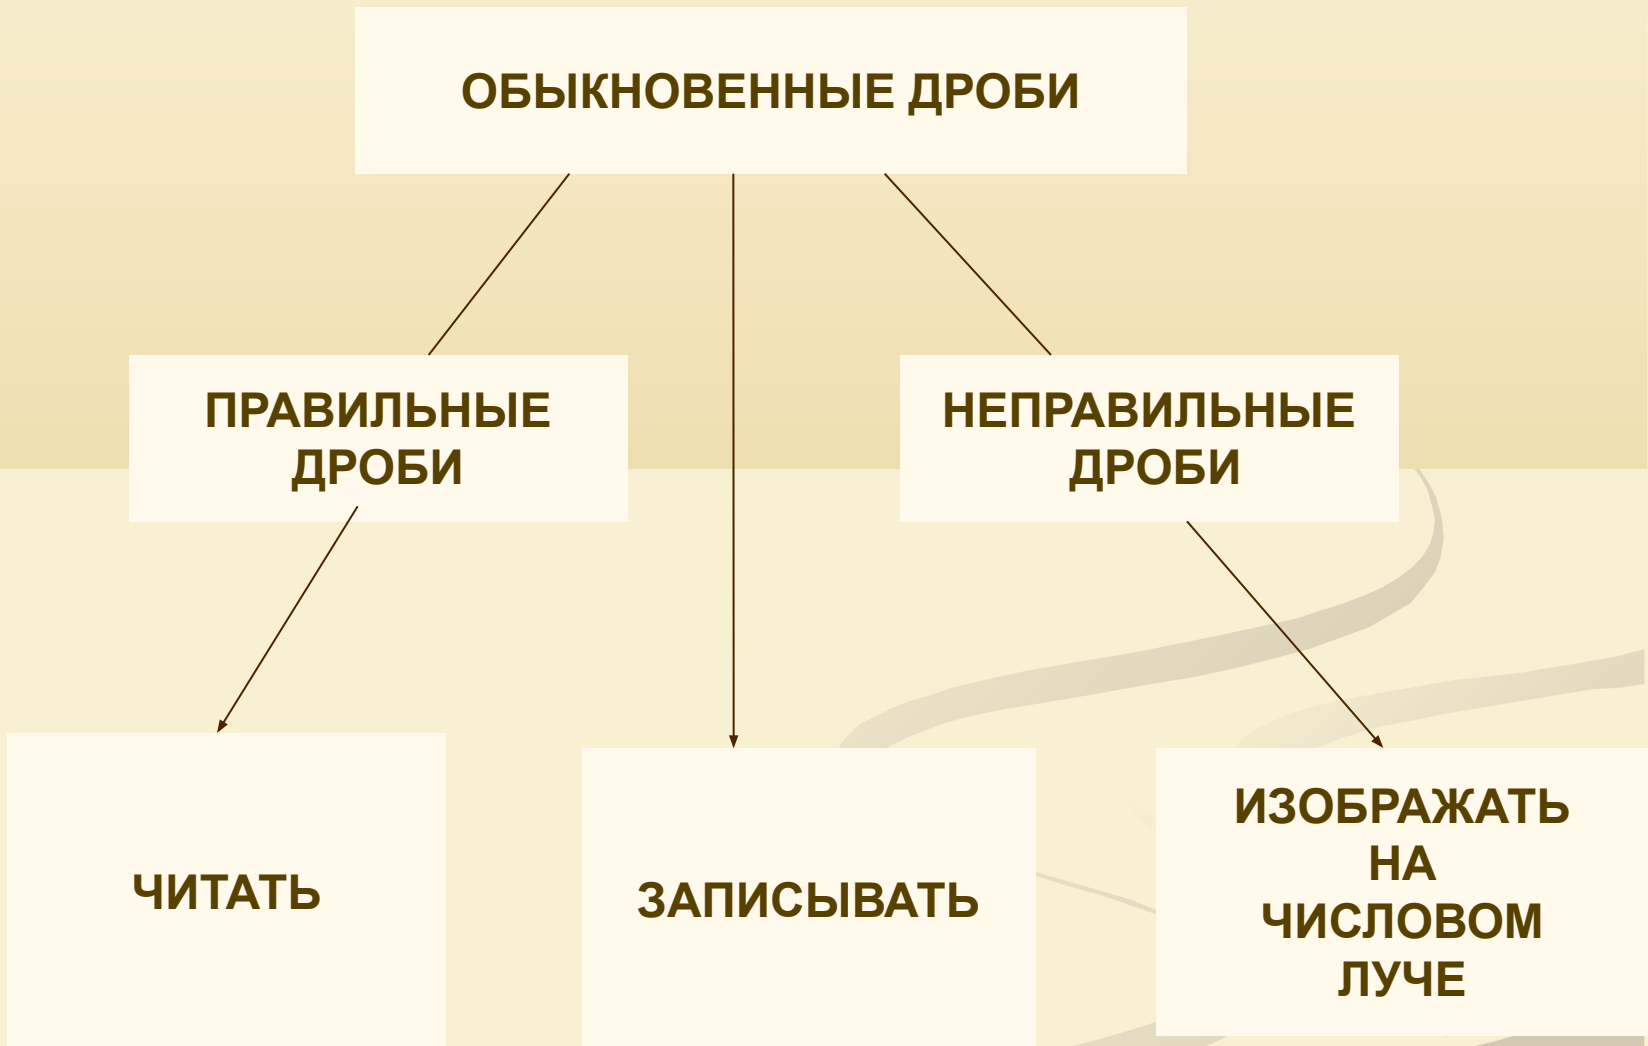 ОБЫКНОВЕННЫЕ ДРОБИ
ПРАВИЛЬНЫЕ
ДРОБИ
НЕПРАВИЛЬНЫЕ
ДРОБИ
ЧИТАТЬ
ЗАПИСЫВАТЬ
ИЗОБРАЖАТЬ
НА
ЧИСЛОВОМ
ЛУЧЕ